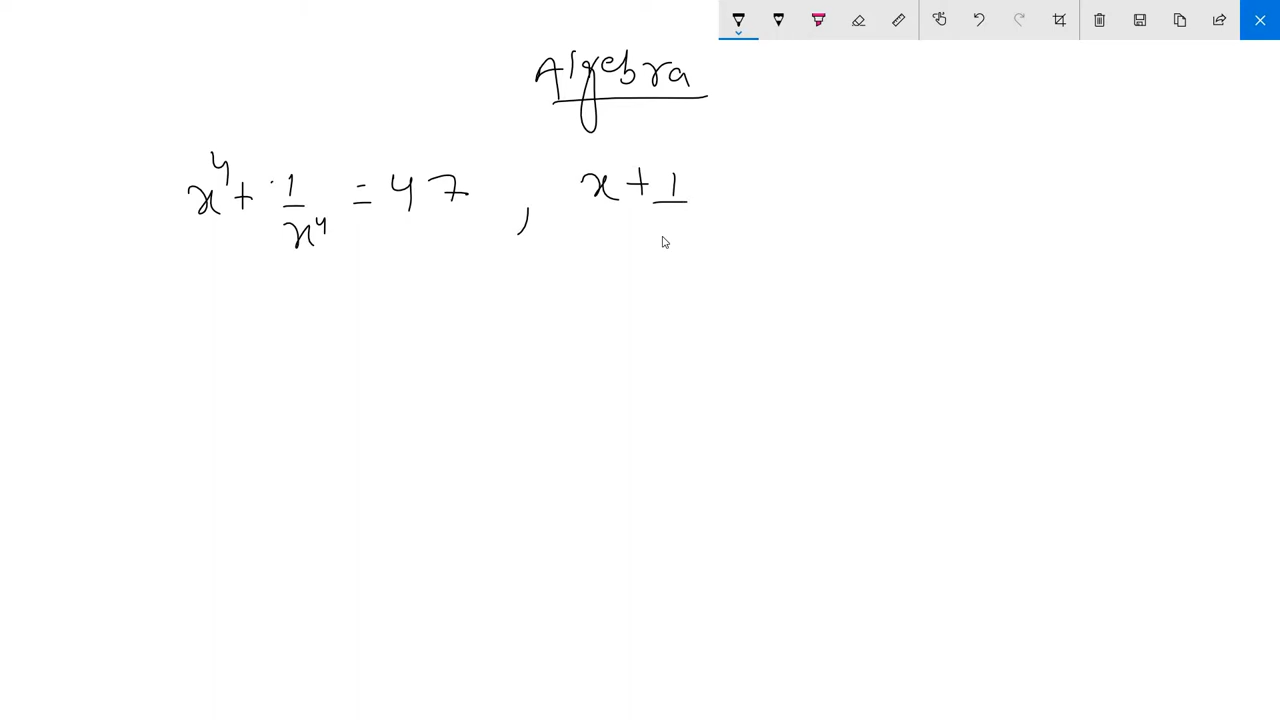 Algebra
x⁴ + 1/x⁴ = 47 , x + 1/